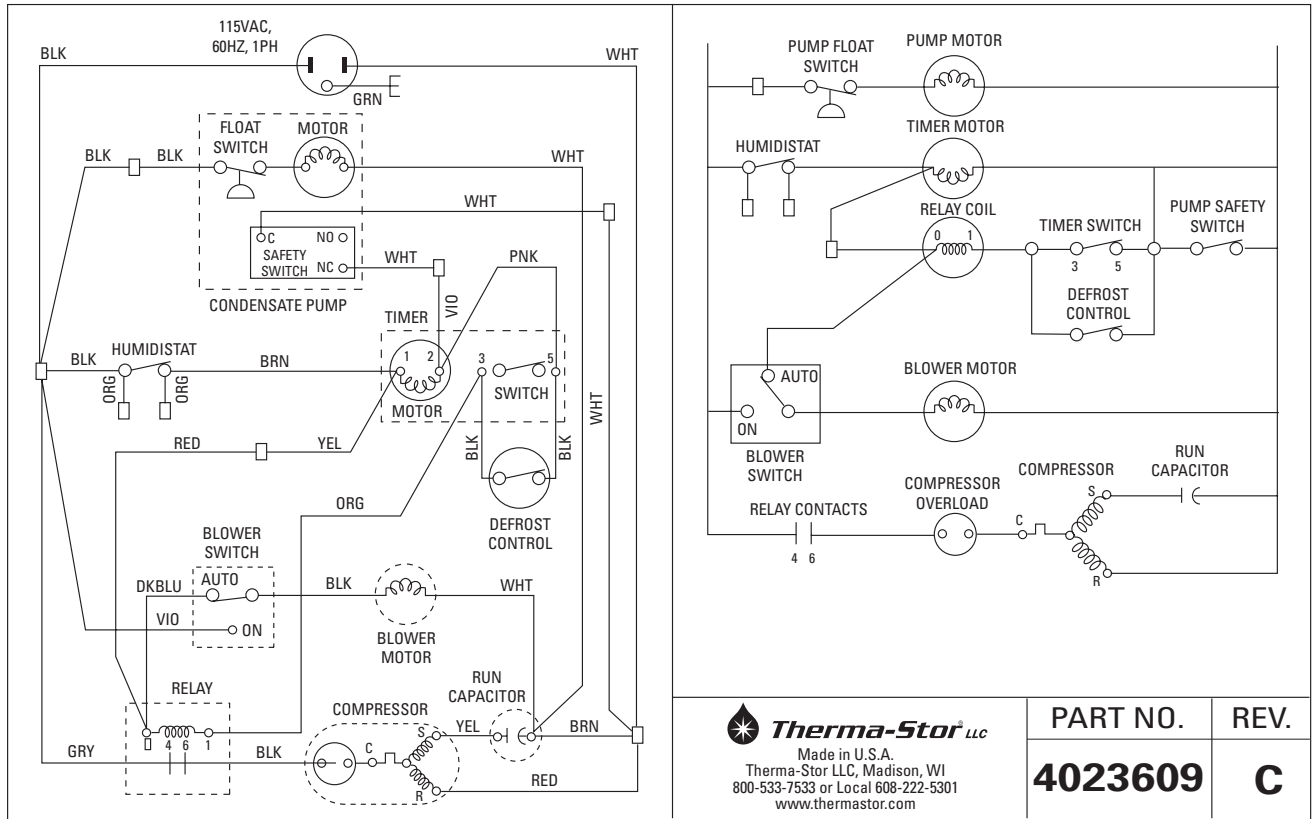 115VAC,
60HZ, 1PH
BLK
WHT
GRN
FLOAT
SWITCH
MOTOR
BLK
BLK
WHT
WHT
C
NO
SAFETY
SWITCH
NC
WHT
PNK
CONDENSATE PUMP
VIO
TIMER
HUMIDISTAT
BLK
BRN
ORG
ORG
1
2
3
5
MOTOR
SWITCH
WHT
RED
YEL
BLK
BLK
ORG
DEFROST
CONTROL
BLOWER
SWITCH
DKBLU
AUTO
BLK
WHT
VIO
ON
BLOWER
MOTOR
RELAY
COMPRESSOR
RUN
CAPACITOR
0
4
6
1
GRY
BLK
C
S
YEL
BRN
R
RED
PUMP FLOAT
SWITCH
PUMP MOTOR
TIMER MOTOR
HUMIDISTAT
RELAY COIL
0
1
TIMER SWITCH
3
5
PUMP SAFETY
SWITCH
DEFROST
CONTROL
AUTO
ON
BLOWER
SWITCH
BLOWER MOTOR
RELAY CONTACTS
4
6
COMPRESSOR
OVERLOAD
COMPRESSOR
C
S
R
RUN
CAPACITOR
Therma-Stor LLC
Made in U.S.A.
Therma-Stor LLC, Madison, WI
800-533-7533 or Local 608-222-5301
www.thermastor.com
PART NO.
4023609
REV.
C